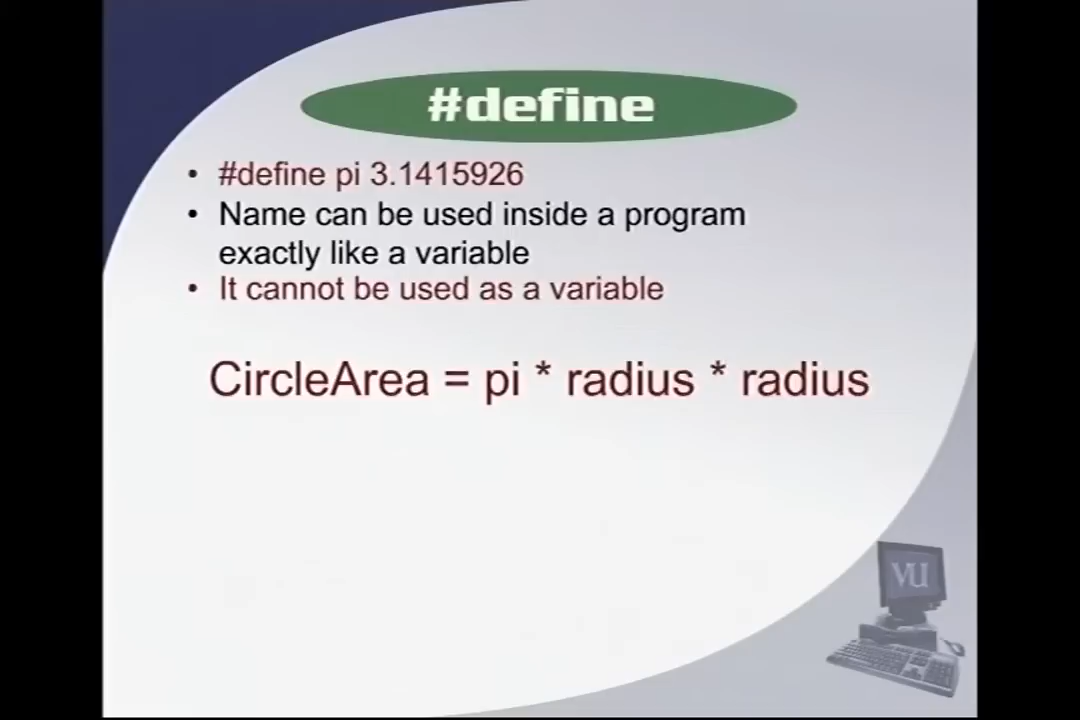 #define
• #define pi 3.1415926
• Name can be used inside a program
exactly like a variable
• It cannot be used as a variable
CircleArea = pi * radius * radius
VU